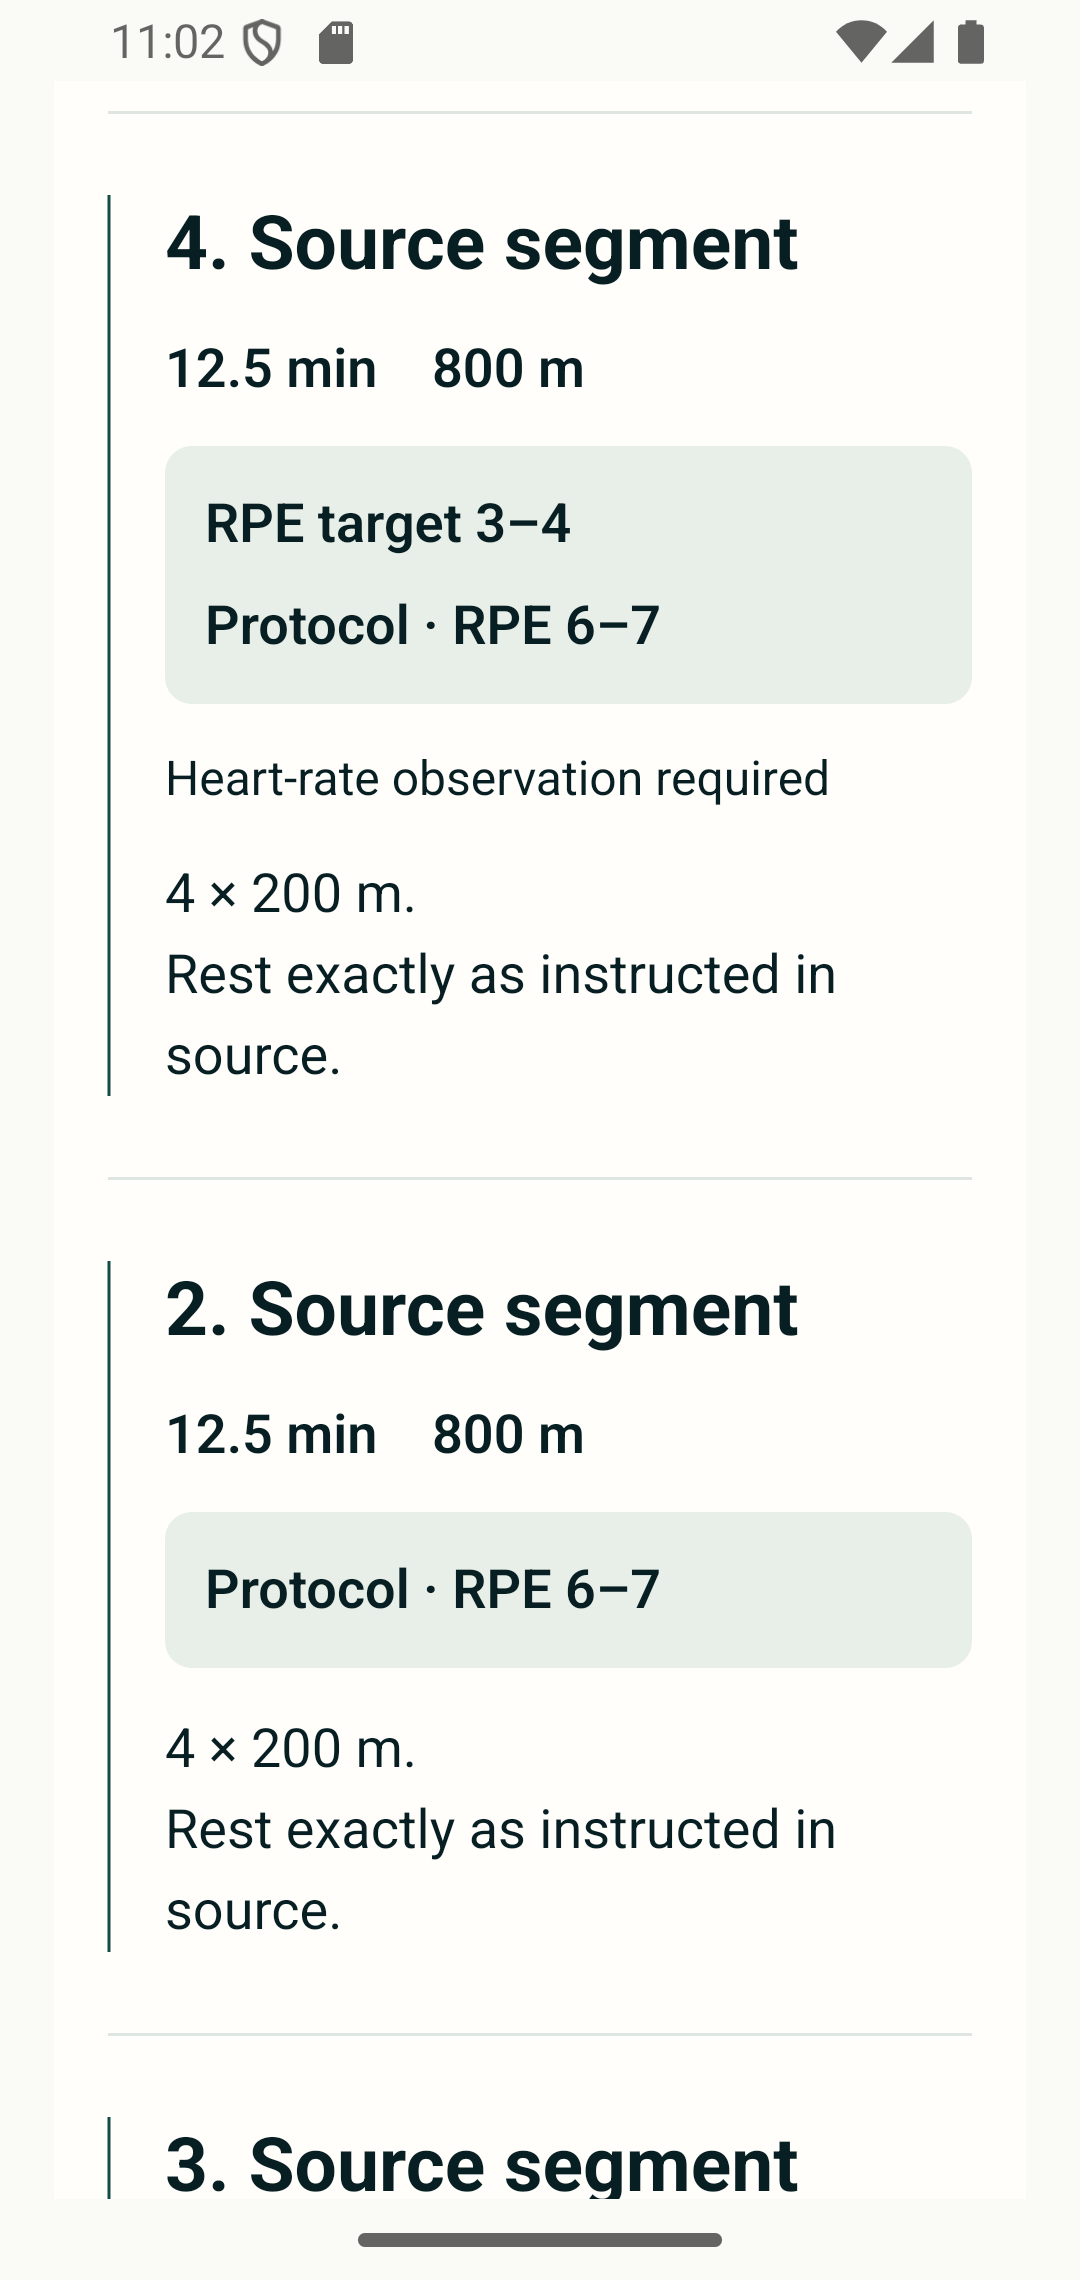 11:02
4. Source segment
12.5 min 800 m
RPE target 3–4
Protocol · RPE 6–7
Heart-rate observation required
4 × 200 m.
Rest exactly as instructed in
source.
2. Source segment
12.5 min 800 m
Protocol · RPE 6–7
4 × 200 m.
Rest exactly as instructed in
source.
3. Source segment